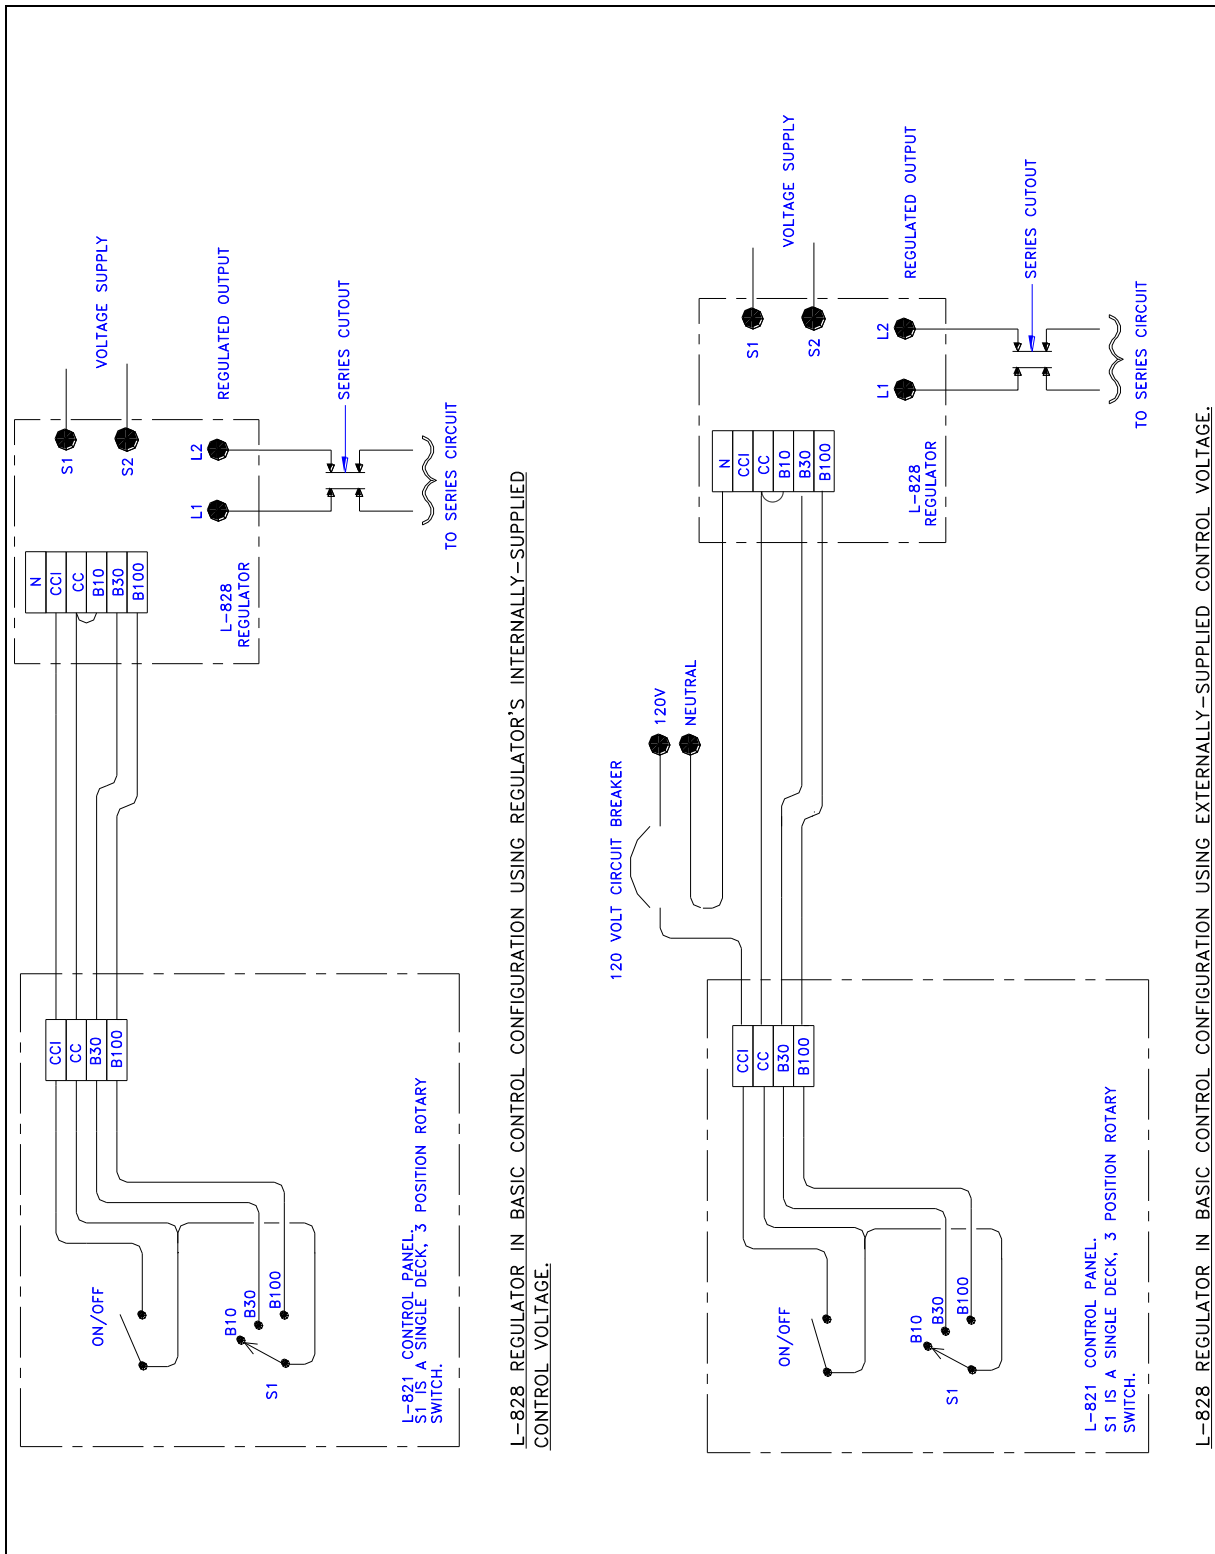 L-821 CONTROL PANEL.
S1 IS A SINGLE DECK, 3 POSITION ROTARY
SWITCH.
ON/OFF
S1
B10
B30
B100
CCI
CC
B30
B100
N
CCI
CC
B10
B30
B100
L-828
REGULATOR
S1
S2
VOLTAGE SUPPLY
L1
L2
REGULATED OUTPUT
SERIES CUTOUT
TO SERIES CIRCUIT
L-828 REGULATOR IN BASIC CONTROL CONFIGURATION USING REGULATOR'S INTERNALLY-SUPPLIED
CONTROL VOLTAGE.
120 VOLT CIRCUIT BREAKER
120V
NEUTRAL
ON/OFF
S1
B10
B30
B100
CCI
CC
B30
B100
L-821 CONTROL PANEL.
S1 IS A SINGLE DECK, 3 POSITION ROTARY
SWITCH.
N
CCI
CC
B10
B30
B100
L-828
REGULATOR
S1
S2
VOLTAGE SUPPLY
L1
L2
REGULATED OUTPUT
SERIES CUTOUT
TO SERIES CIRCUIT
L-828 REGULATOR IN BASIC CONTROL CONFIGURATION USING EXTERNALLY-SUPPLIED CONTROL VOLTAGE.